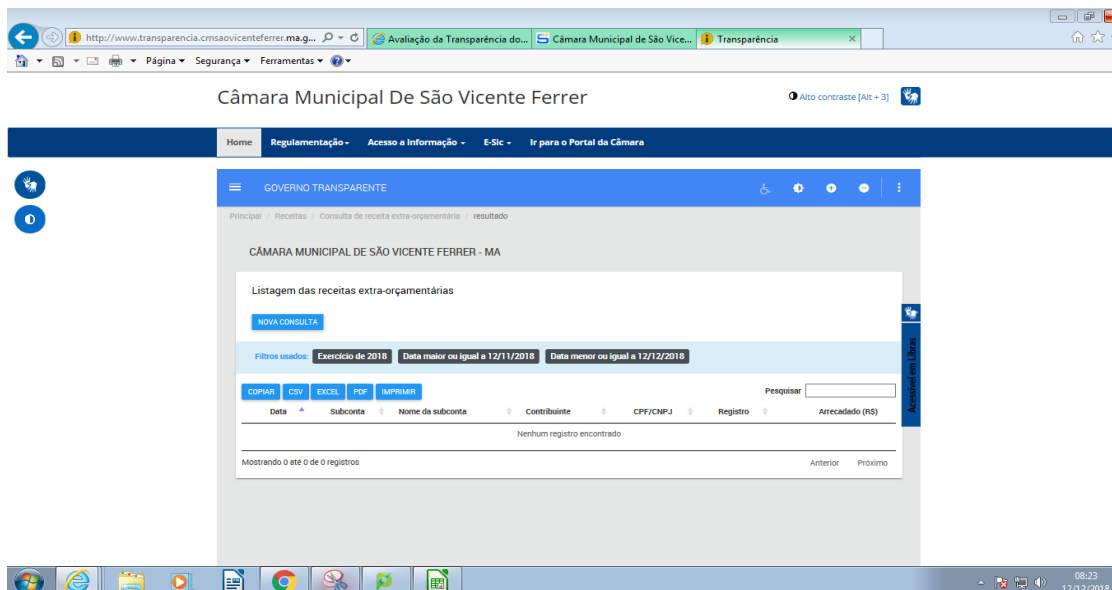 http://www.transparencia.cmsaovicenteferrer.ma.g... Avaliação da Transparência do... Câmara Municipal de São Vice... Transparência
Página Segurança Ferramentas
Câmara Municipal De São Vicente Ferrer
Alto contraste [Alt + 3]
Home Regulamentação Acesso a Informação E-Sic Ir para o Portal da Câmara
GOVERNO TRANSPARENTE
Principal / Receitas / Consulta de receita extra-orçamentária / resultado
CÂMARA MUNICIPAL DE SÃO VICENTE FERRER - MA
Listagem das receitas extra-orçamentárias
NOVA CONSULTA
Filtros usados: Exercício de 2018 Data maior ou igual a 12/11/2018 Data menor ou igual a 12/12/2018
Acessível em Libras
COPIAR CSV EXCEL PDF IMPRIMIR Pesquisar
Data Subconta Nome da subconta Contribuinte CPF/CNPJ Registro Arrecadado (R$)
Nenhum registro encontrado
Mostrando 0 até 0 de 0 registros Anterior Próximo
08:23
12/12/2018